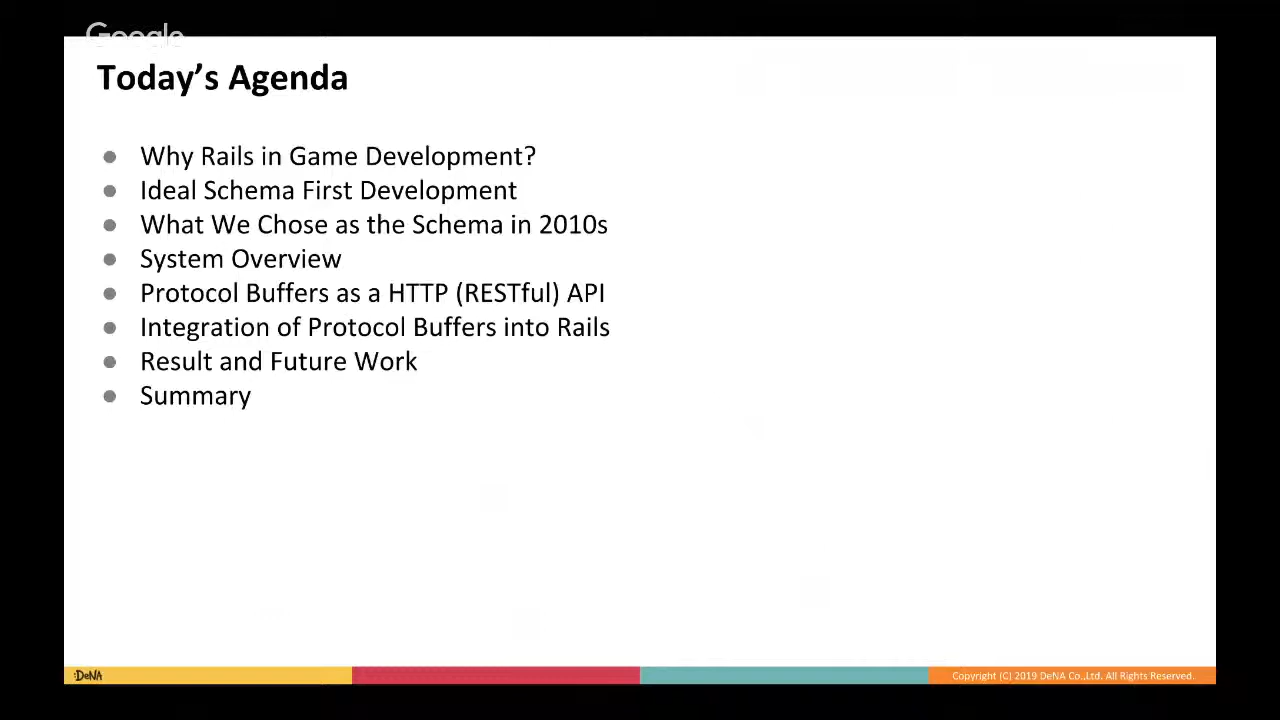 Google
Today's Agenda
Why Rails in Game Development?
Ideal Schema First Development
What We Chose as the Schema in 2010s
System Overview
Protocol Buffers as a HTTP (RESTful) API
Integration of Protocol Buffers into Rails
Result and Future Work
Summary
:DeNA
Copyright (C) 2019 DeNA Co.,Ltd. All Rights Reserved.